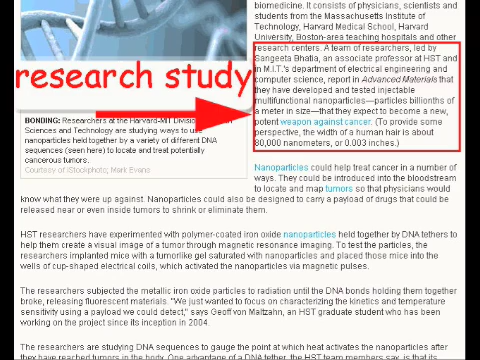 biomedicine. It consists of physicians, scientists and
students from the Massachusetts Institute of
Technology, Harvard Medical School, Harvard
University, Boston-area teaching hospitals and other
research centers. A team of researchers, led by
Sangeeta Bhatia, an associate professor at HST and
in M.I.T.'s department of electrical engineering and
computer science, report in Advanced Materials that
they have developed and tested injectable
multifunctional nanoparticles—particles billionths of
a meter in size—that they expect to become a new,
potent weapon against cancer. (To provide some
perspective, the width of a human hair is about
80,000 nanometers, or 0.003 inches.)
research study
BONDING: Researchers at the Harvard-MIT Division
Sciences and Technology are studying ways to use
nanoparticles held together by a variety of different DNA
sequences (seen here) to locate and treat potentially
cancerous tumors.
Courtesy of iStockphoto; Mark Evans
Nanoparticles could help treat cancer in a number of
ways. They could be introduced into the bloodstream
to locate and map tumors so that physicians would
know what they were up against. Nanoparticles could also be designed to carry a payload of drugs that could be
released near or even inside tumors to shrink or eliminate them.
HST researchers have experimented with polymer-coated iron oxide nanoparticles held together by DNA tethers to
help them create a visual image of a tumor through magnetic resonance imaging. To test the particles, the
researchers implanted mice with a tumorlike gel saturated with nanoparticles and placed those mice into the
wells of cup-shaped electrical coils, which activated the nanoparticles via magnetic pulses.
The researchers subjected the metallic iron oxide particles to radiation until the DNA bonds holding them together
broke, releasing fluorescent materials. "We just wanted to focus on characterizing the kinetics and temperature
sensitivity using a payload we could detect," says Geoff von Maltzahn, an HST graduate student who has been
working on the project since its inception in 2004.
The researchers are studying DNA sequences to gauge the point at which heat activates the nanoparticles after
they have reached tumors in the body. One advantage of a DNA tether, the HST team members say, is that is